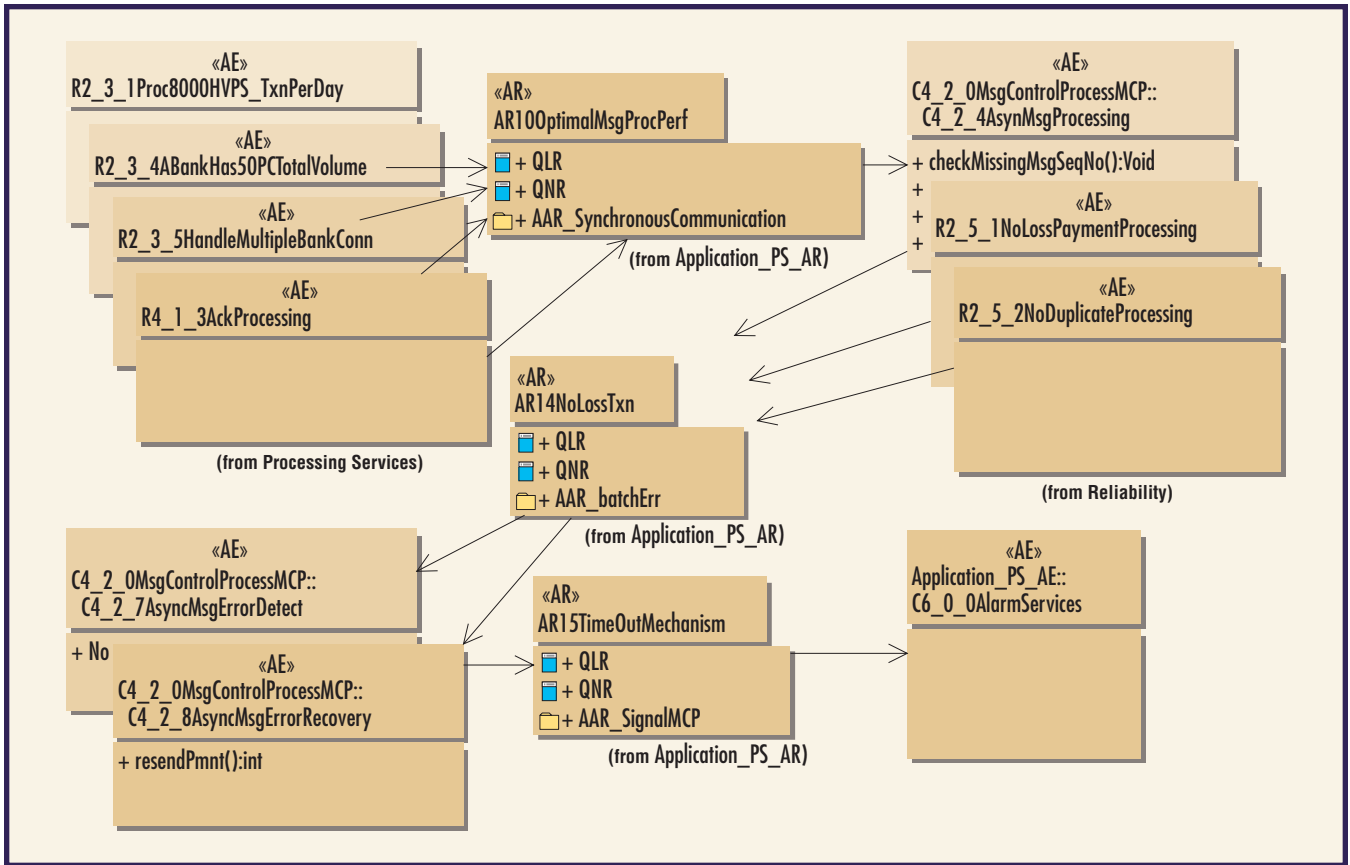 «AE»
R2_3_1Proc8000HVPS_TxnPerDay
«AE»
R2_3_4ABankHas50PCTotalVolume
«AE»
R2_3_5HandleMultipleBankConn
«AE»
R4_1_3AckProcessing
(from Processing Services)
«AR»
AR10OptimalMsgProcPerf
+ QLR
+ QNR
+ AAR_SynchronousCommunication
(from Application_PS_AR)
«AE»
C4_2_0MsgControlProcessMCP::
C4_2_4AsynMsgProcessing
+ checkMissingMsgSeqNo():Void
+
+
+
«AE»
R2_5_1NoLossPaymentProcessing
«AE»
R2_5_2NoDuplicateProcessing
(from Reliability)
«AR»
AR14NoLossTxn
+ QLR
+ QNR
+ AAR_batchErr
(from Application_PS_AR)
«AE»
C4_2_0MsgControlProcessMCP::
C4_2_7AsyncMsgErrorDetect
+ No
«AE»
C4_2_0MsgControlProcessMCP::
C4_2_8AsyncMsgErrorRecovery
+ resendPmnt():int
«AR»
AR15TimeOutMechanism
+ QLR
+ QNR
+ AAR_SignalMCP
(from Application_PS_AR)
«AE»
Application_PS_AE::
C6_0_0AlarmServices